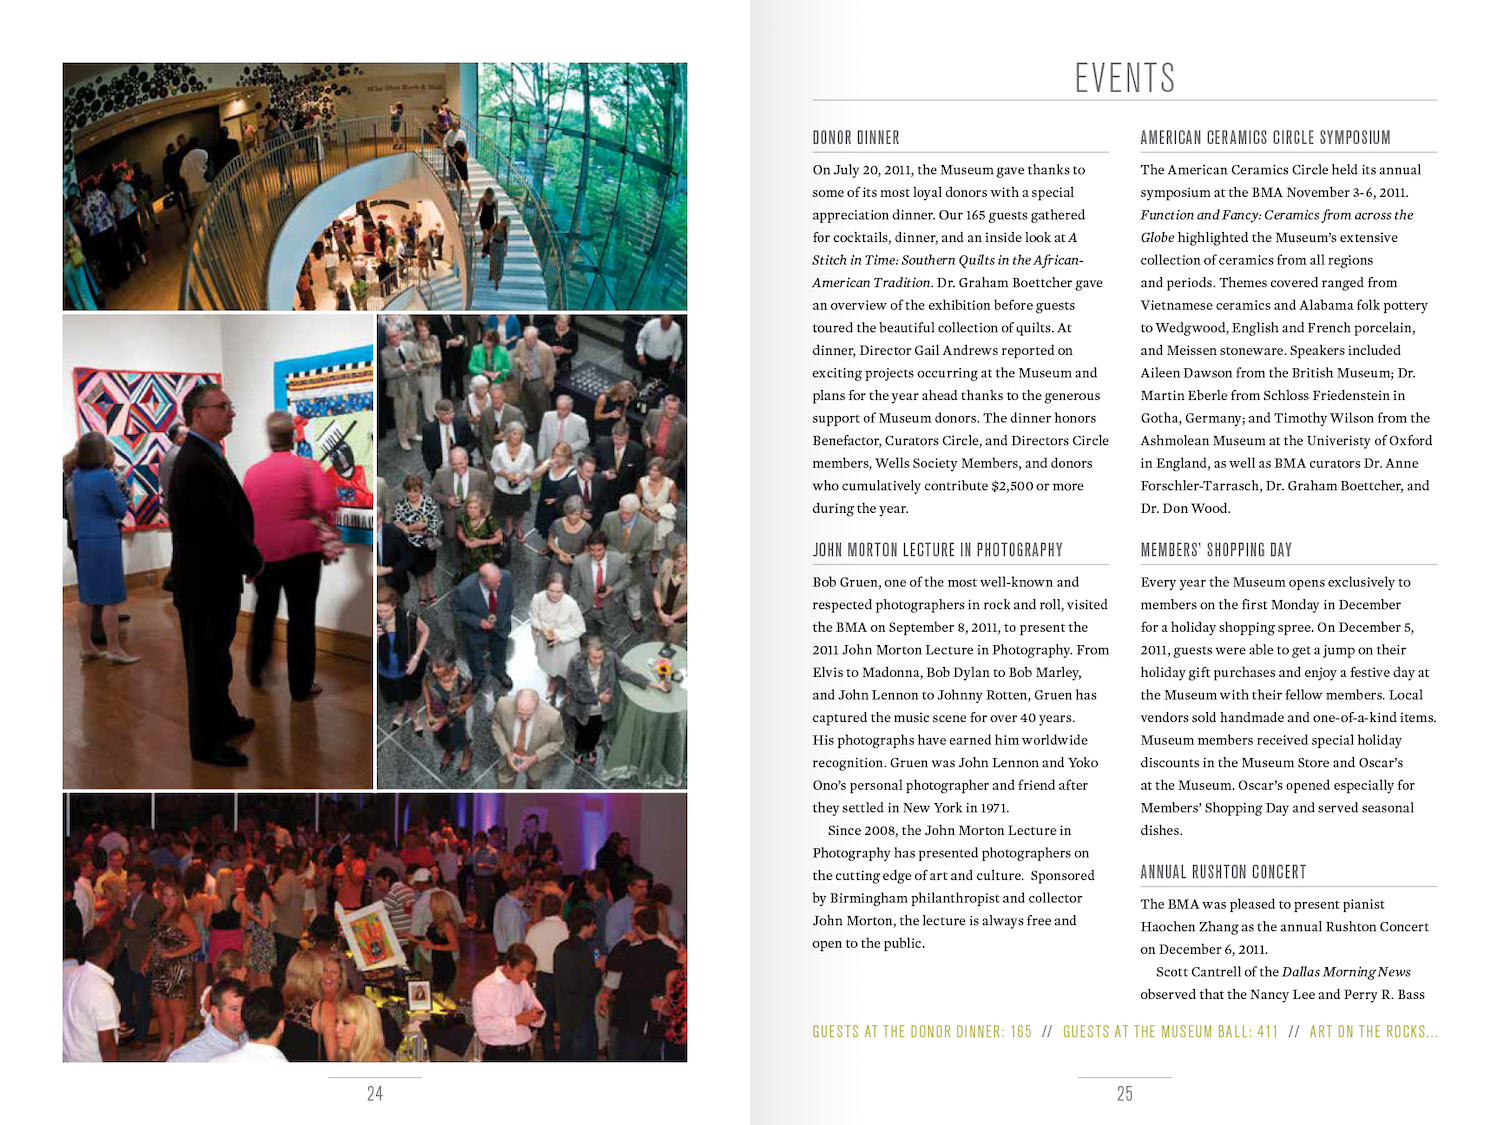 Who Shot Rock & Roll
24
EVENTS
DONOR DINNER
On July 20, 2011, the Museum gave thanks to
some of its most loyal donors with a special
appreciation dinner. Our 165 guests gathered
for cocktails, dinner, and an inside look at A
Stitch in Time: Southern Quilts in the African-
American Tradition. Dr. Graham Boettcher gave
an overview of the exhibition before guests
toured the beautiful collection of quilts. At
dinner, Director Gail Andrews reported on
exciting projects occurring at the Museum and
plans for the year ahead thanks to the generous
support of Museum donors. The dinner honors
Benefactor, Curators Circle, and Directors Circle
members, Wells Society Members, and donors
who cumulatively contribute $2,500 or more
during the year.
JOHN MORTON LECTURE IN PHOTOGRAPHY
Bob Gruen, one of the most well-known and
respected photographers in rock and roll, visited
the BMA on September 8, 2011, to present the
2011 John Morton Lecture in Photography. From
Elvis to Madonna, Bob Dylan to Bob Marley,
and John Lennon to Johnny Rotten, Gruen has
captured the music scene for over 40 years.
His photographs have earned him worldwide
recognition. Gruen was John Lennon and Yoko
Ono's personal photographer and friend after
they settled in New York in 1971.
Since 2008, the John Morton Lecture in
Photography has presented photographers on
the cutting edge of art and culture.  Sponsored
by Birmingham philanthropist and collector
John Morton, the lecture is always free and
open to the public.
AMERICAN CERAMICS CIRCLE SYMPOSIUM
The American Ceramics Circle held its annual
symposium at the BMA November 3-6, 2011.
Function and Fancy: Ceramics from across the
Globe highlighted the Museum's extensive
collection of ceramics from all regions
and periods. Themes covered ranged from
Vietnamese ceramics and Alabama folk pottery
to Wedgwood, English and French porcelain,
and Meissen stoneware. Speakers included
Aileen Dawson from the British Museum; Dr.
Martin Eberle from Schloss Friedenstein in
Gotha, Germany; and Timothy Wilson from the
Ashmolean Museum at the Univeristy of Oxford
in England, as well as BMA curators Dr. Anne
Forschler-Tarrasch, Dr. Graham Boettcher, and
Dr. Don Wood.
MEMBERS' SHOPPING DAY
Every year the Museum opens exclusively to
members on the first Monday in December
for a holiday shopping spree. On December 5,
2011, guests were able to get a jump on their
holiday gift purchases and enjoy a festive day at
the Museum with their fellow members. Local
vendors sold handmade and one-of-a-kind items.
Museum members received special holiday
discounts in the Museum Store and Oscar's
at the Museum. Oscar's opened especially for
Members' Shopping Day and served seasonal
dishes.
ANNUAL RUSHTON CONCERT
The BMA was pleased to present pianist
Haochen Zhang as the annual Rushton Concert
on December 6, 2011.
Scott Cantrell of the Dallas Morning News
observed that the Nancy Lee and Perry R. Bass
GUESTS AT THE DONOR DINNER: 165 // GUESTS AT THE MUSEUM BALL: 411 // ART ON THE ROCKS...
25